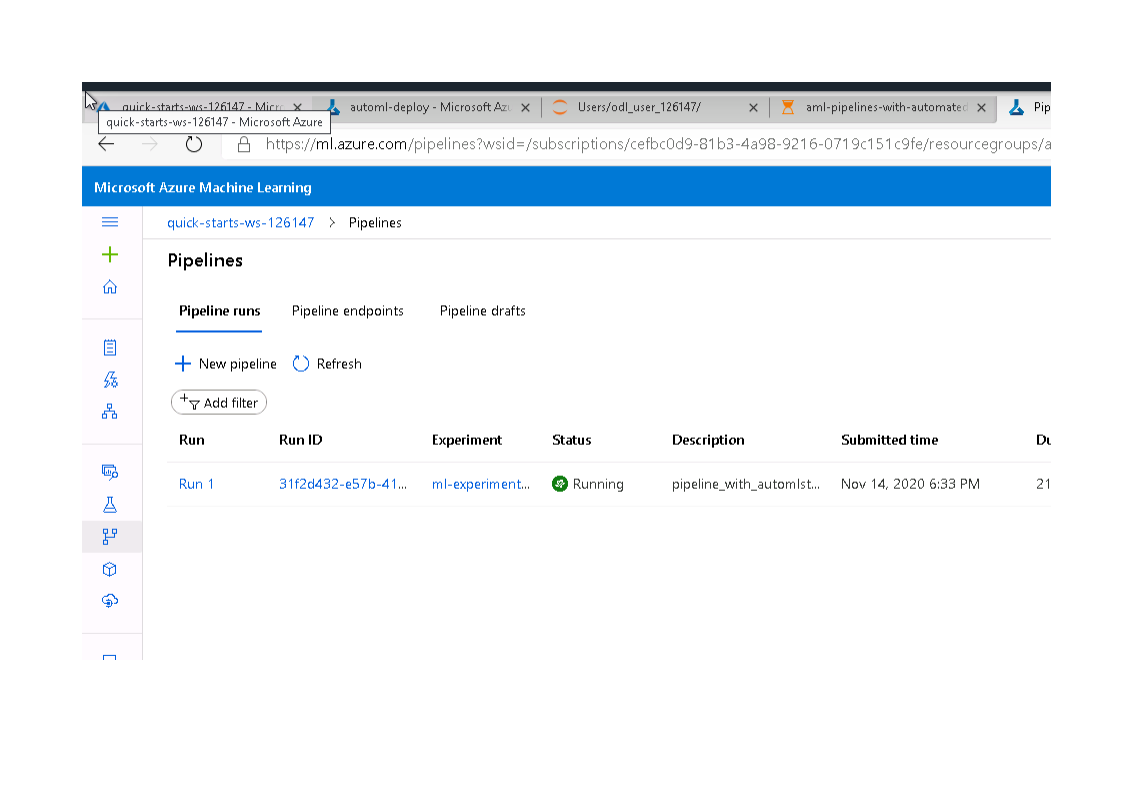 quick-starts-ws-126147 - Micro
automl-deploy - Microsoft Azu
Users/odl_user_126147/
aml-pipelines-with-automated
Pip
quick-starts-ws-126147 - Microsoft Azure
https://ml.azure.com/pipelines?wsid=/subscriptions/cefbc0d9-81b3-4a98-9216-0719c151c9fe/resourcegroups/a
Microsoft Azure Machine Learning
quick-starts-ws-126147 > Pipelines
Pipelines
Pipeline runs Pipeline endpoints Pipeline drafts
New pipeline Refresh
Add filter
Run Run ID Experiment Status Description Submitted time Du
Run 1 31f2d432-e57b-41... ml-experiment... Running pipeline_with_automlst... Nov 14, 2020 6:33 PM 21